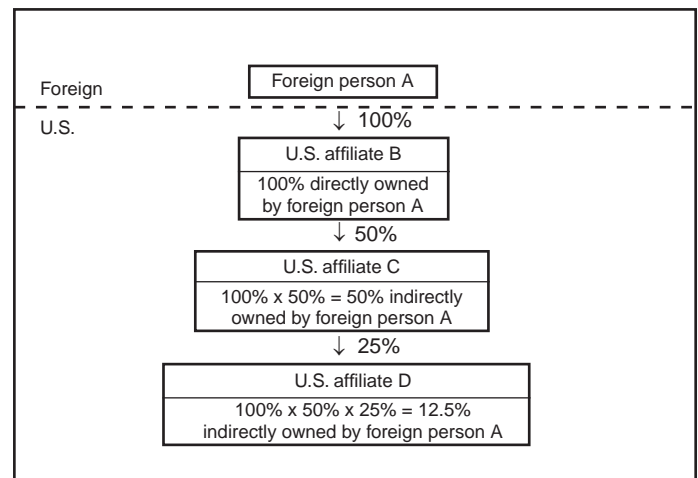 Foreign person A
Foreign
U.S.
↓ 100%
U.S. affiliate B
100% directly owned
by foreign person A
↓ 50%
U.S. affiliate C
100% x 50% = 50% indirectly
owned by foreign person A
↓ 25%
U.S. affiliate D
100% x 50% x 25% = 12.5%
indirectly owned by foreign person A